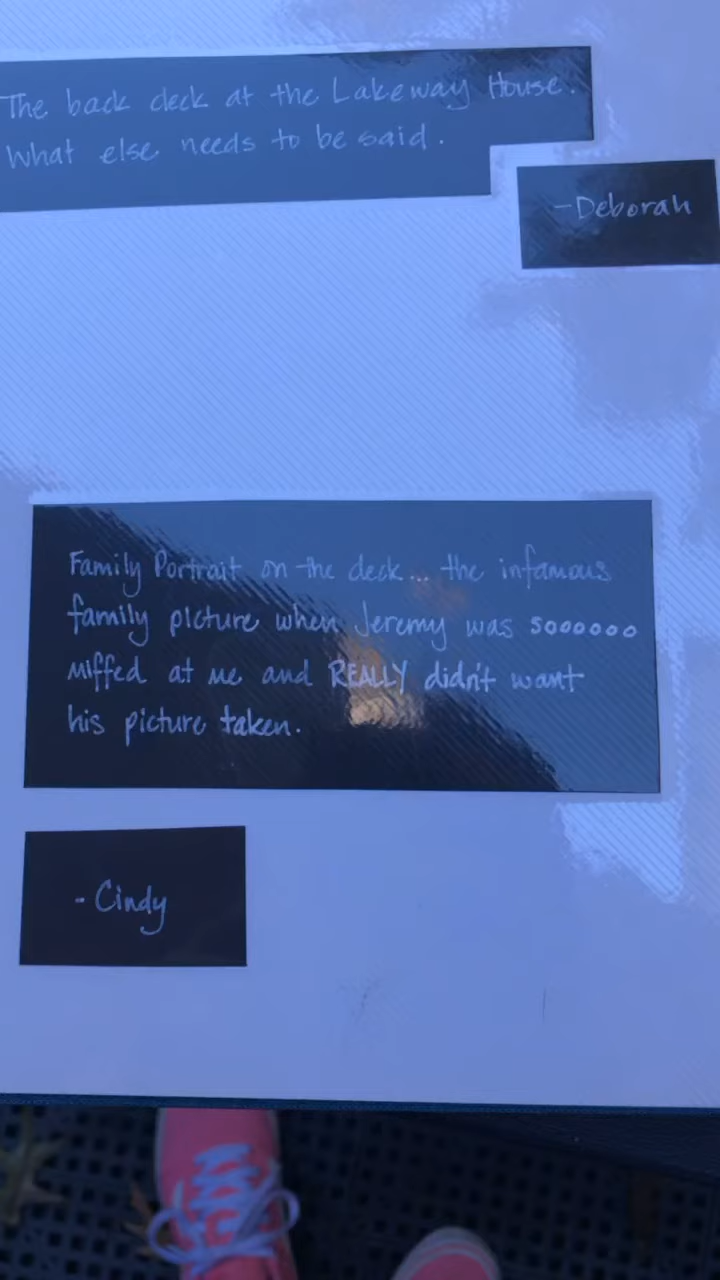 The back deck at the Lakeway House.
What else needs to be said.
-Deborah
Family Portrait on the deck... the infamous
family picture when Jeremy was sooooooo
miffed at me and REALLY didn't want
his picture taken.
- Cindy